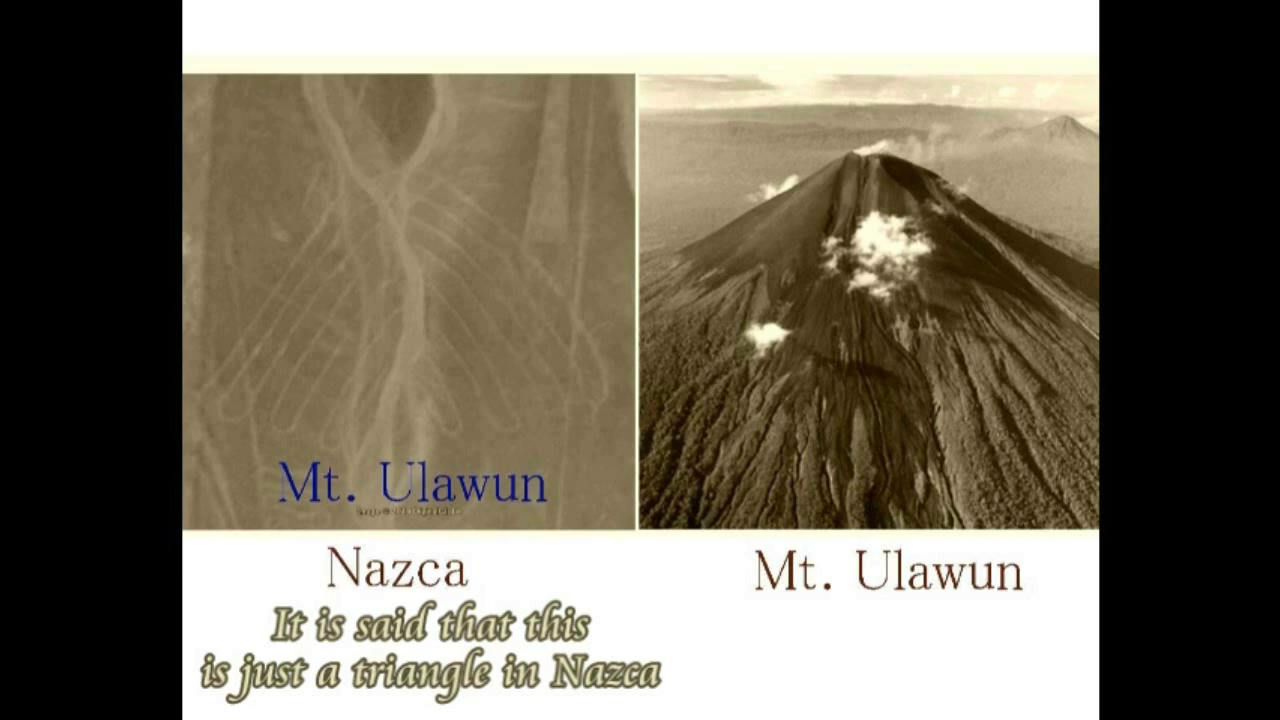 Mt. Ulawun
Nazca
Mt. Ulawun
It is said that this
is just a triangle in Nazca